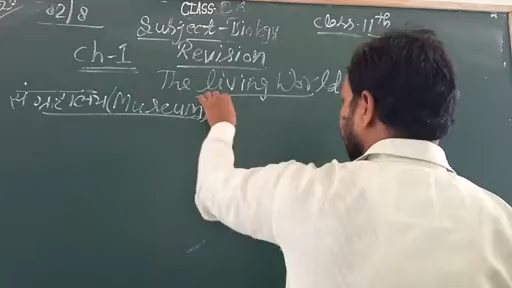 02/8
CLASS-
Subject-Biology
Class-11th
Ch-1
Revision
The living World
संग्रहालय (Museum)